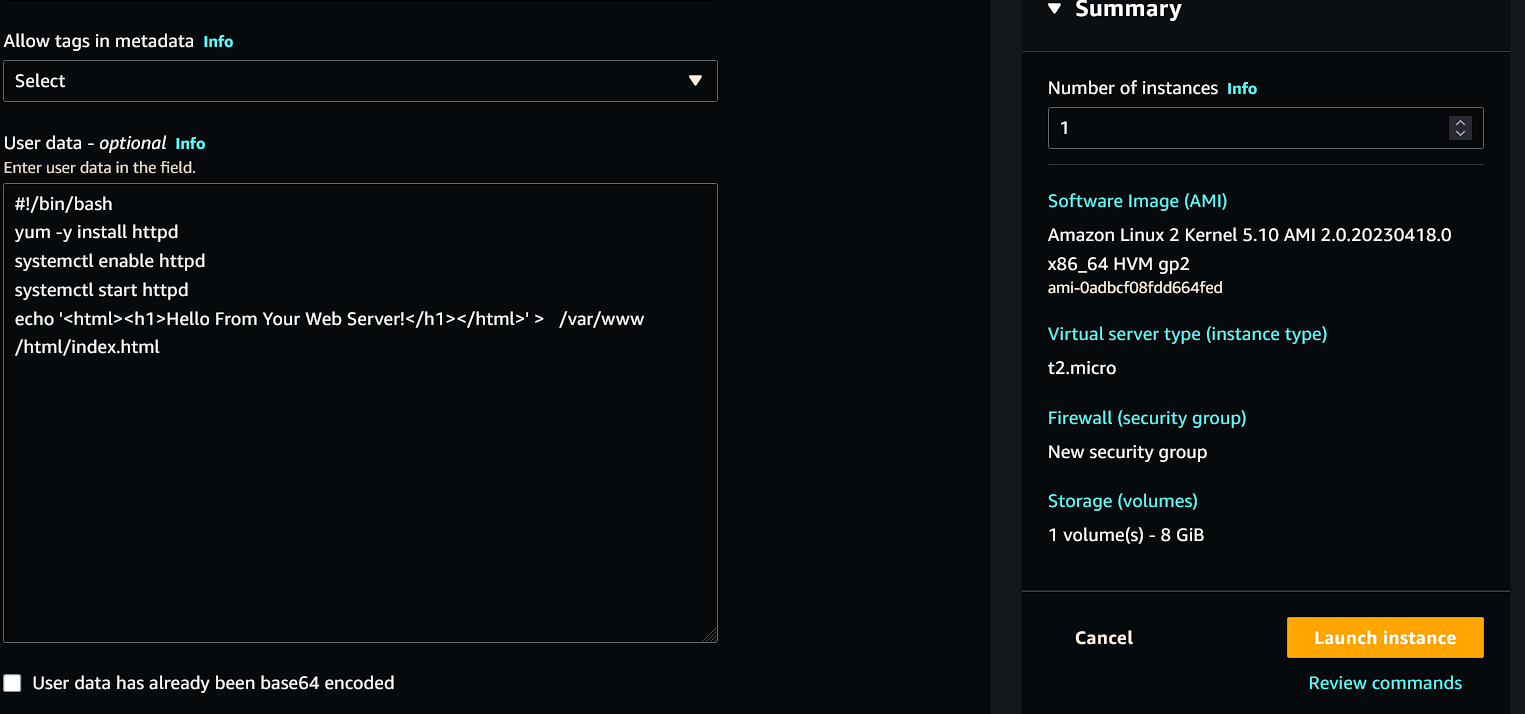 Allow tags in metadata Info
Select
User data - optional Info
Enter user data in the field.
#!/bin/bash
yum -y install httpd
systemctl enable httpd
systemctl start httpd
echo '<html><h1>Hello From Your Web Server!</h1></html>' >   /var/www
/html/index.html
User data has already been base64 encoded
Summary
Number of instances Info
1
Software Image (AMI)
Amazon Linux 2 Kernel 5.10 AMI 2.0.20230418.0
x86_64 HVM gp2
ami-0adbcf08fdd664fed
Virtual server type (instance type)
t2.micro
Firewall (security group)
New security group
Storage (volumes)
1 volume(s) - 8 GiB
Cancel
Launch instance
Review commands